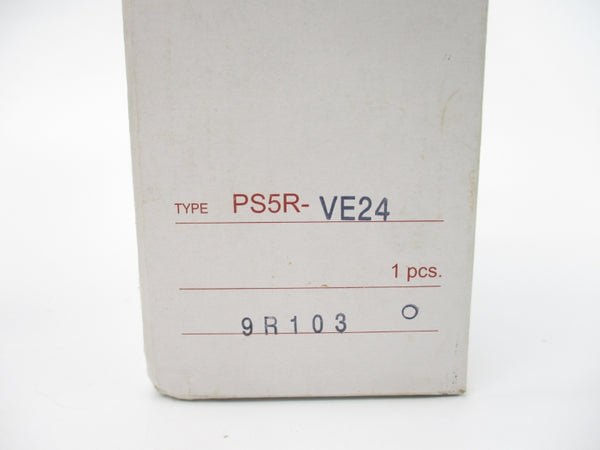 TYPE PS5R-VE24
1 pcs.
9R103 O